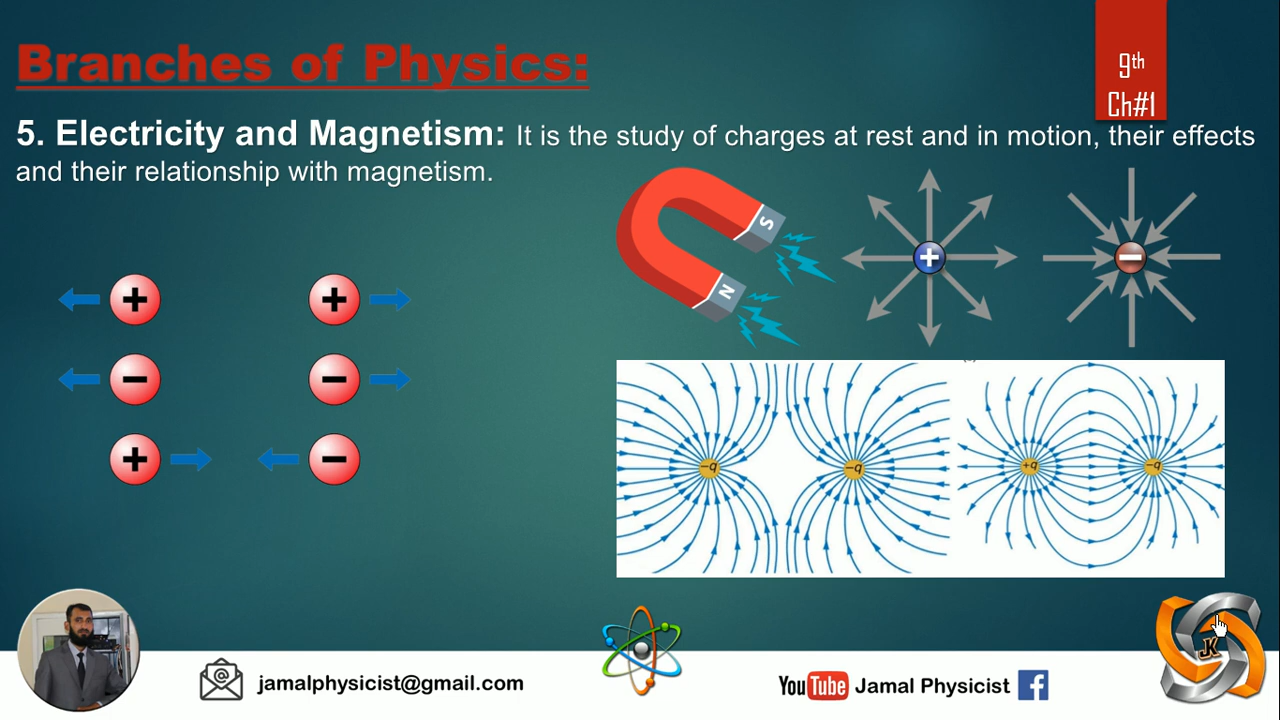 Branches of Physics:
9th
Ch#1
5. Electricity and Magnetism: It is the study of charges at rest and in motion, their effects
and their relationship with magnetism.
S
N
+
−
+ +
− −
+ −
−q −q +q −q
jamalphysicist@gmail.com
YouTube Jamal Physicist f
JK